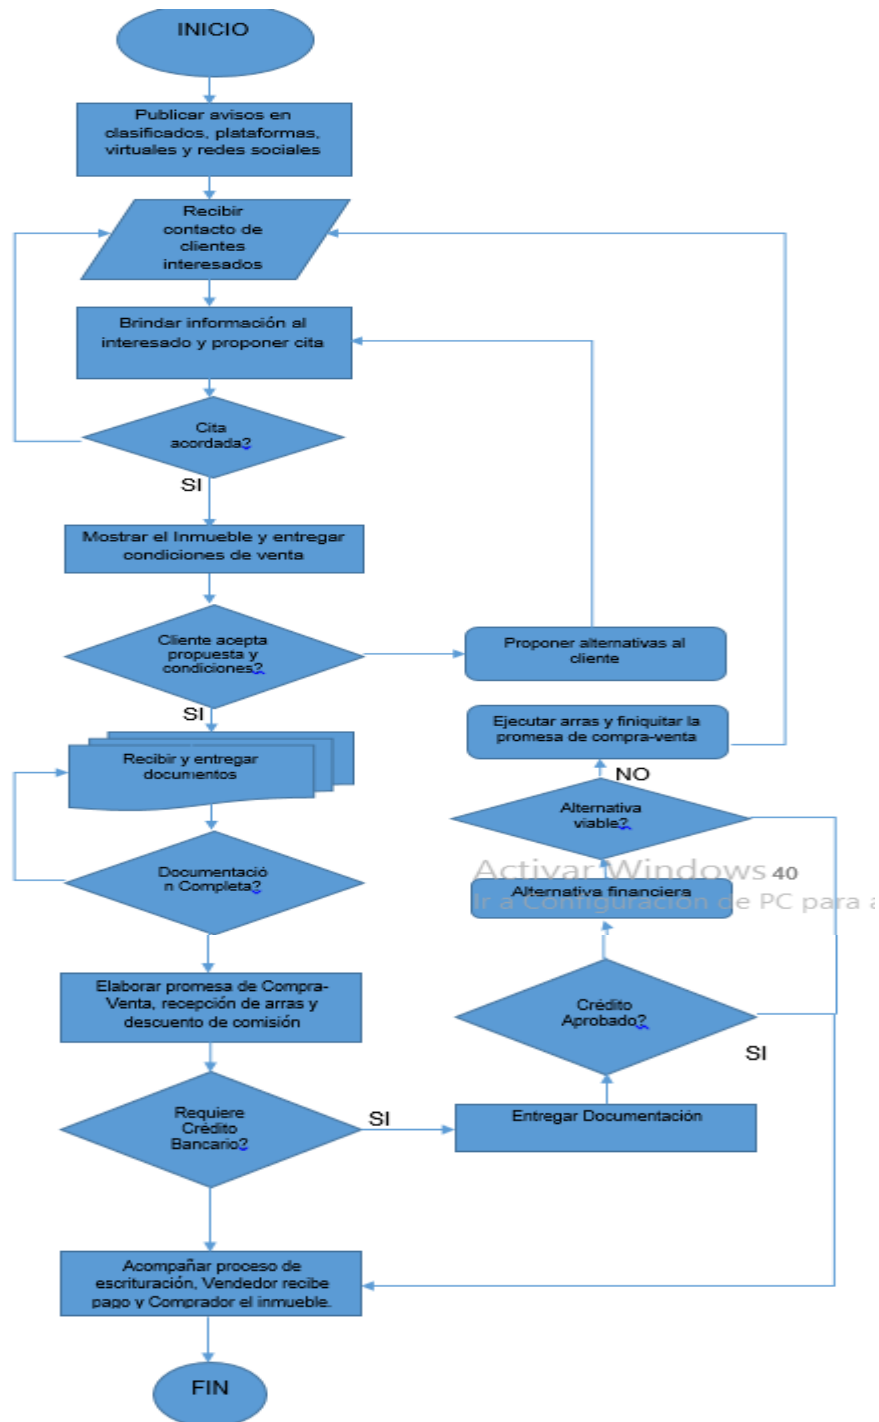 INICIO
Publicar avisos en
clasificados, plataformas,
virtuales y redes sociales
Recibir
contacto de
clientes
interesados
Brindar información al
interesado y proponer cita
Cita
acordada?
SI
Mostrar el Inmueble y entregar
condiciones de venta
Cliente acepta
propuesta y
condiciones?
Proponer alternativas al
cliente
SI
Ejecutar arras y finiquitar la
promesa de compra-venta
Recibir y entregar
documentos
NO
Alternativa
viable?
Documentació
n Completa?
Activar Windows 40
Ir a Configuración de PC para a
Alternativa financiera
Elaborar promesa de Compra-
Venta, recepción de arras y
descuento de comisión
Crédito
Aprobado?
SI
Requiere
Crédito
Bancario?
SI
Entregar Documentación
Acompañar proceso de
escrituración, Vendedor recibe
pago y Comprador el inmueble.
FIN